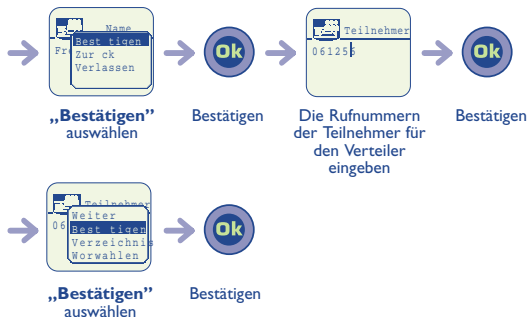 Name
Fr
Best tigen
Zur ck
Verlassen
Ok
Teilnehmer
061256
Ok
„Bestätigen”
auswählen
Bestätigen
Die Rufnummern
der Teilnehmer für
den Verteiler
eingeben
Bestätigen
Teilnehmer
06
Weiter
Best tigen
Verzeichnis
Worwahlen
Ok
„Bestätigen”
auswählen
Bestätigen